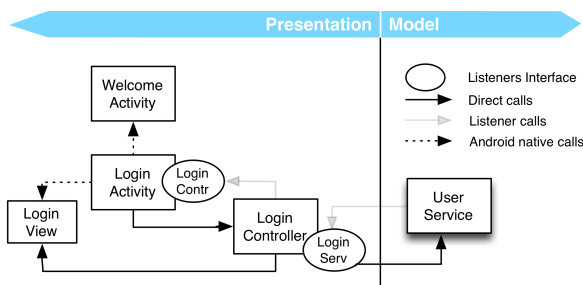 Presentation Model
Listeners Interface
Direct calls
Listener calls
Android native calls
Welcome
Activity
Login
Activity
Login
Contr
Login
View
Login
Controller
Login
Serv
User
Service